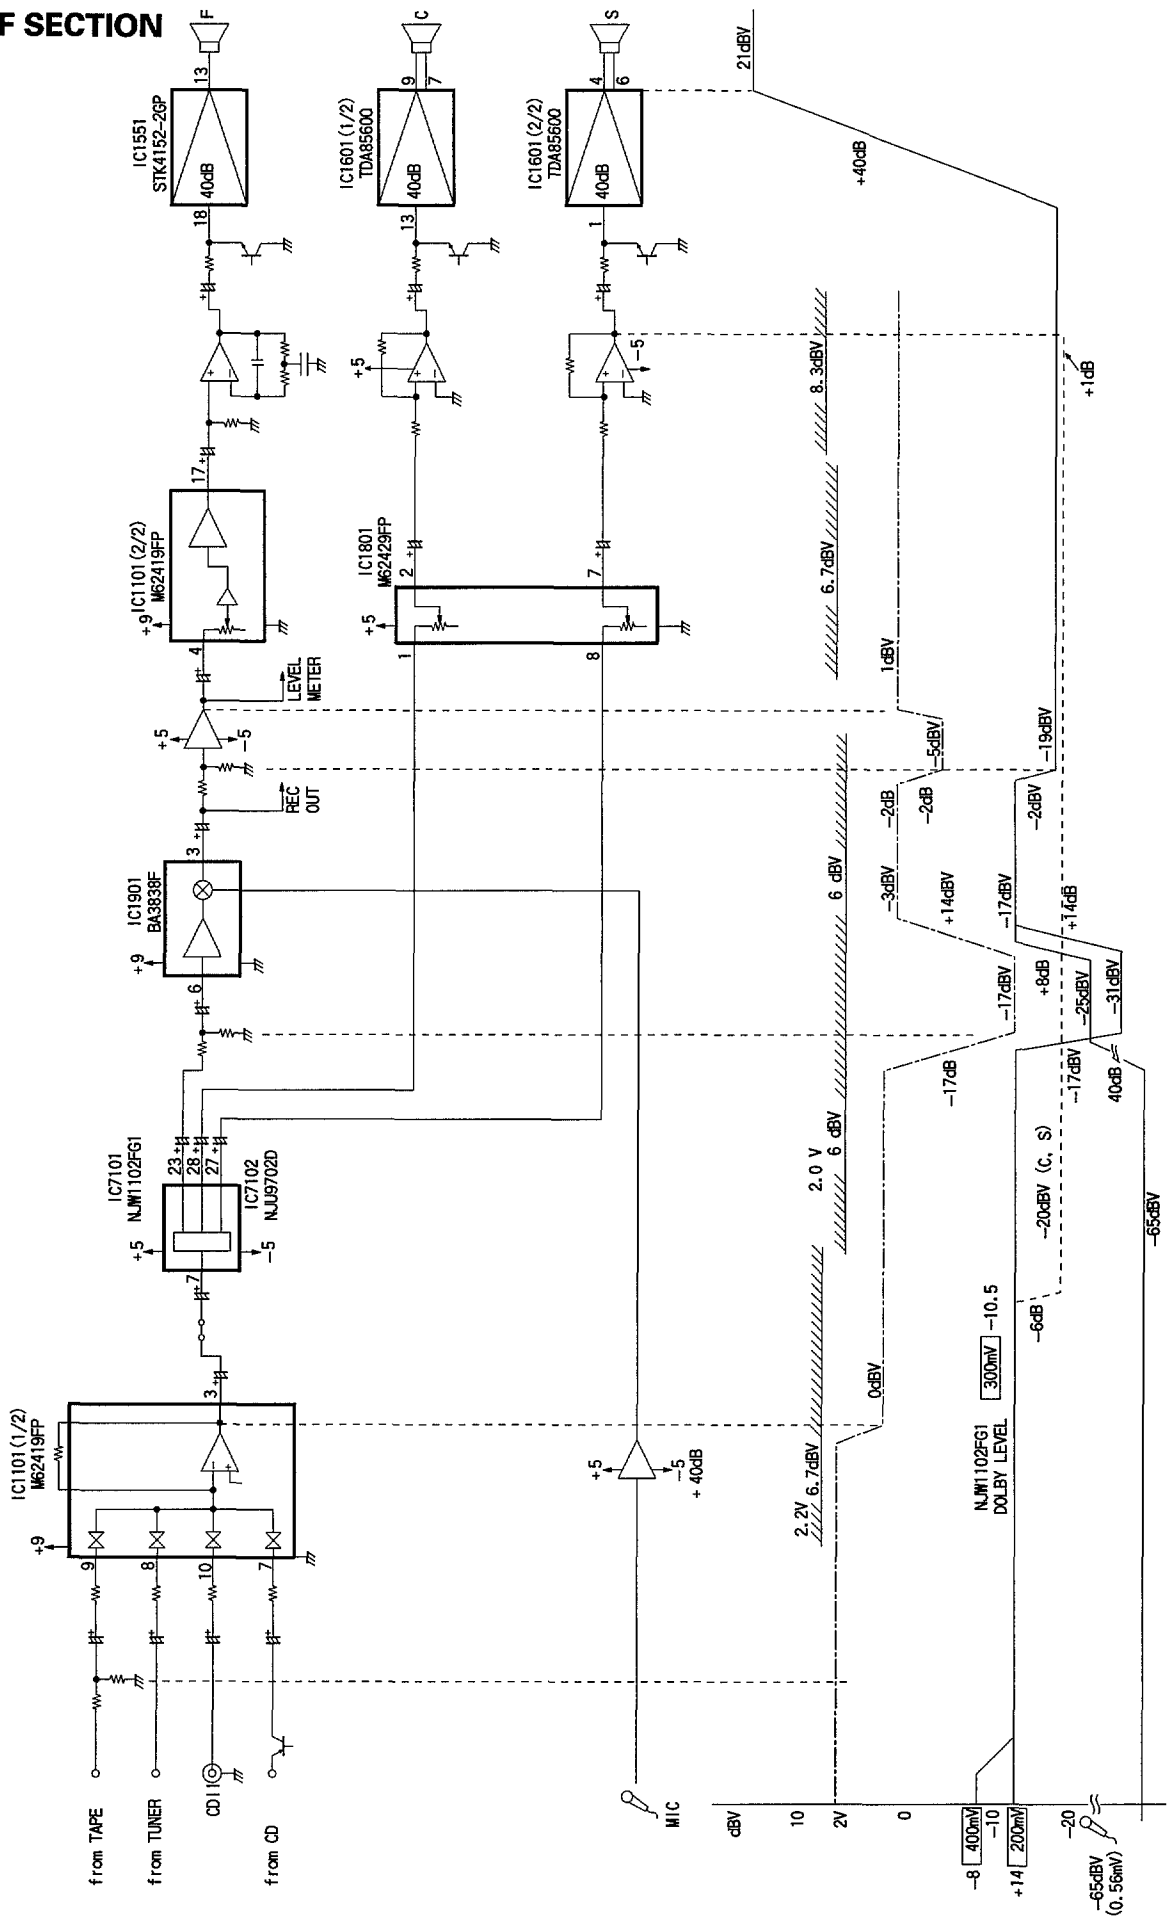 F SECTION
F
C
S
13
IC1551
STK4152-2GP
40dB
18
9
7
IC1601(1/2)
TDA8560Q
40dB
13
4
6
IC1601(2/2)
TDA8560Q
40dB
1
21dBV
+40dB
+
−
+
−
+5
+
−
−5
8.3dBV
+1dB
17
IC1101(2/2)
M62419FP
+9
4
LEVEL
METER
+5
−5
REC
OUT
IC1801
M62429FP
+5
2
7
1
8
6.7dBV
1dBV
−5dBV
−19dBV
−2dB
−2dB
−2dBV
3
IC1901
BA3838F
+9
6
6 dBV
−3dBV
+14dBV
−17dBV
+14dB
−17dBV
+8dB
−25dBV
−31dBV
−17dB
−17dBV
40dB
IC7101
NJW1102FG1
IC7102
NJU9702D
+5
−5
23
28
27
7
2.0 V
6 dBV
−20dBV (C, S)
−65dBV
−6dB
300mV
−10.5
NJW1102FG1
DOLBY LEVEL
0dBV
2.2V
6.7dBV
3
IC1101(1/2)
M62419FP
+9
−
+
9
8
10
7
+5
−5
+40dB
from TAPE
from TUNER
CDII
from CD
MIC
dBV
10
2V
0
−8
400mV
−10
+14
200mV
−20
−65dBV
(0.56mV)